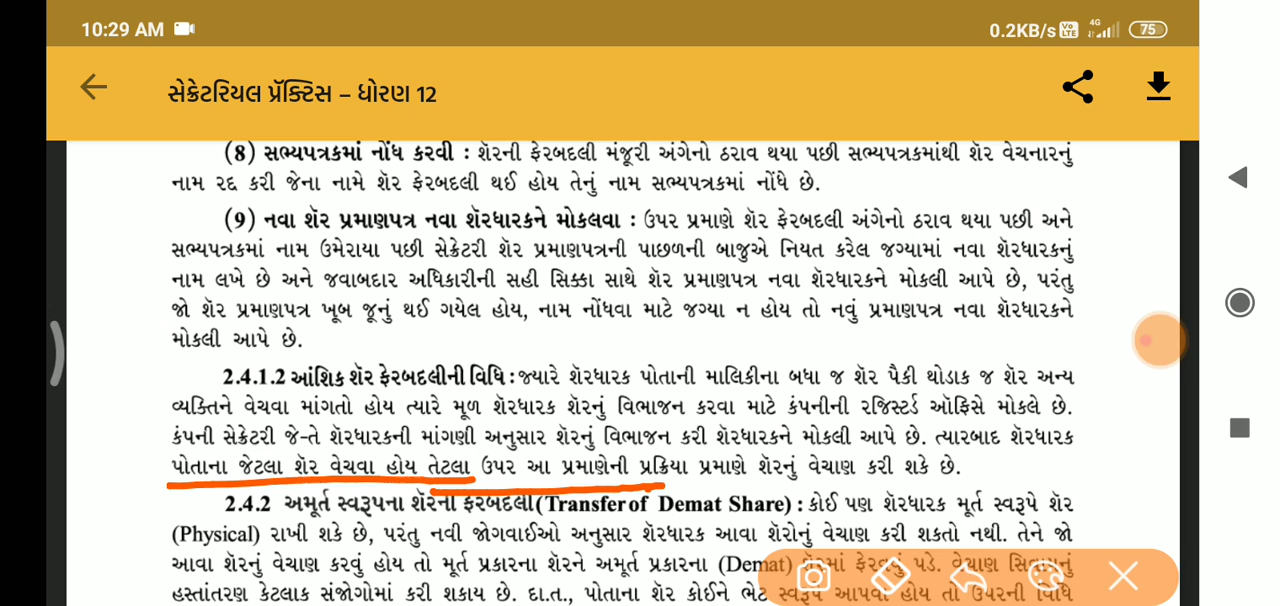 10:29 AM
0.2KB/s Vo LTE 4G 75
સેક્રેટરિયલ પ્રૅક્ટિસ – ધોરણ 12
(8) સભ્યપત્રકમાં નોંધ કરવી : શૅરની ફેરબદલી મંજૂરી અંગેનો ઠરાવ થયા પછી સભ્યપત્રકમાંથી શૅર વેચનારનું
નામ રદ્દ કરી જેના નામે શૅર ફેરબદલી થઈ હોય તેનું નામ સભ્યપત્રકમાં નોંધે છે.
(9) નવા શૅર પ્રમાણપત્ર નવા શૅરધારકને મોકલવા : ઉપર પ્રમાણે શૅર ફેરબદલી અંગેનો ઠરાવ થયા પછી અને
સભ્યપત્રકમાં નામ ઉમેરાયા પછી સેક્રેટરી શૅર પ્રમાણપત્રની પાછળની બાજુએ નિયત કરેલ જગ્યામાં નવા શૅરધારકનું
નામ લખે છે અને જવાબદાર અધિકારીની સહી સિક્કા સાથે શૅર પ્રમાણપત્ર નવા શૅરધારકને મોકલી આપે છે, પરંતુ
જો શૅર પ્રમાણપત્ર ખૂબ જૂનું થઈ ગયેલ હોય, નામ નોંધવા માટે જગ્યા ન હોય તો નવું પ્રમાણપત્ર નવા શૅરધારકને
મોકલી આપે છે.
2.4.1.2 આંશિક શૅર ફેરબદલીની વિધિ : જ્યારે શૅરધારક પોતાની માલિકીના બધા જ શૅર પૈકી થોડાક જ શૅર અન્ય
વ્યક્તિને વેચવા માંગતો હોય ત્યારે મૂળ શૅરધારક શૅરનું વિભાજન કરવા માટે કંપનીની રજિસ્ટર્ડ ઑફિસે મોકલે છે.
કંપની સેક્રેટરી જે-તે શૅરધારકની માંગણી અનુસાર શૅરનું વિભાજન કરી શૅરધારકને મોકલી આપે છે. ત્યારબાદ શૅરધારક
પોતાના જેટલા શૅર વેચવા હોય તેટલા ઉપર આ પ્રમાણેની પ્રક્રિયા પ્રમાણે શૅરનું વેચાણ કરી શકે છે.
2.4.2 અમૂર્ત સ્વરૂપના શૅરની ફેરબદલી (Transfer of Demat Share) : કોઈ પણ શૅરધારક મૂર્ત સ્વરૂપે શૅર
(Physical) રાખી શકે છે, પરંતુ નવી જોગવાઈઓ અનુસાર શૅરધારક આવા શૅરોનું વેચાણ કરી શકતો નથી. તેને જો
આવા શૅરનું વેચાણ કરવું હોય તો મૂર્ત પ્રકારના શૅરને અમૂર્ત પ્રકારના (Demat) શૅરમાં ફેરવવું પડે. વેચાણ સિવાયનું
હસ્તાંતરણ કેટલાક સંજોગોમાં કરી શકાય છે. દા.ત., પોતાના શૅર કોઈને ભેટ સ્વરૂપે આપવા હોય તો ઉપરની વિધિ